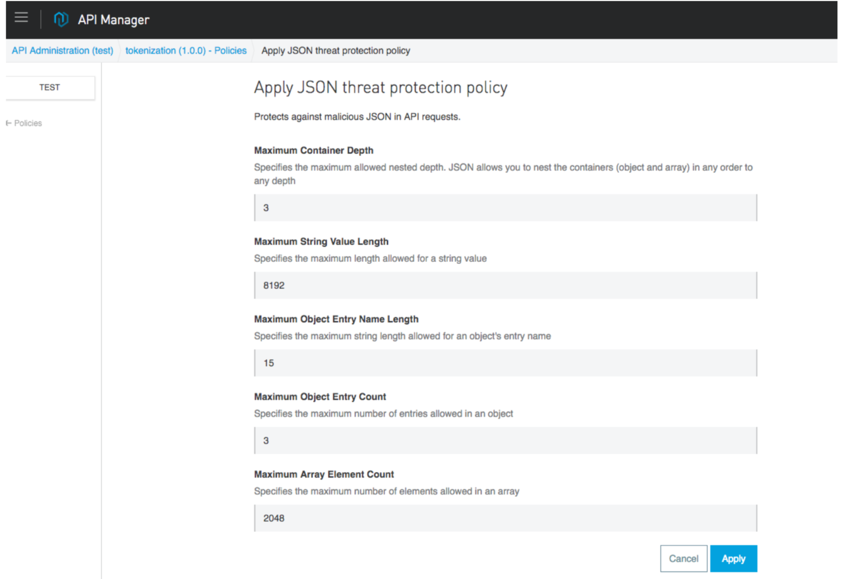 API Manager
API Administration (test) tokenization (1.0.0) - Policies Apply JSON threat protection policy
TEST
← Policies
Apply JSON threat protection policy
Protects against malicious JSON in API requests.
Maximum Container Depth
Specifies the maximum allowed nested depth. JSON allows you to nest the containers (object and array) in any order to
any depth
3
Maximum String Value Length
Specifies the maximum length allowed for a string value
8192
Maximum Object Entry Name Length
Specifies the maximum string length allowed for an object's entry name
15
Maximum Object Entry Count
Specifies the maximum number of entries allowed in an object
3
Maximum Array Element Count
Specifies the maximum number of elements allowed in an array
2048
Cancel Apply